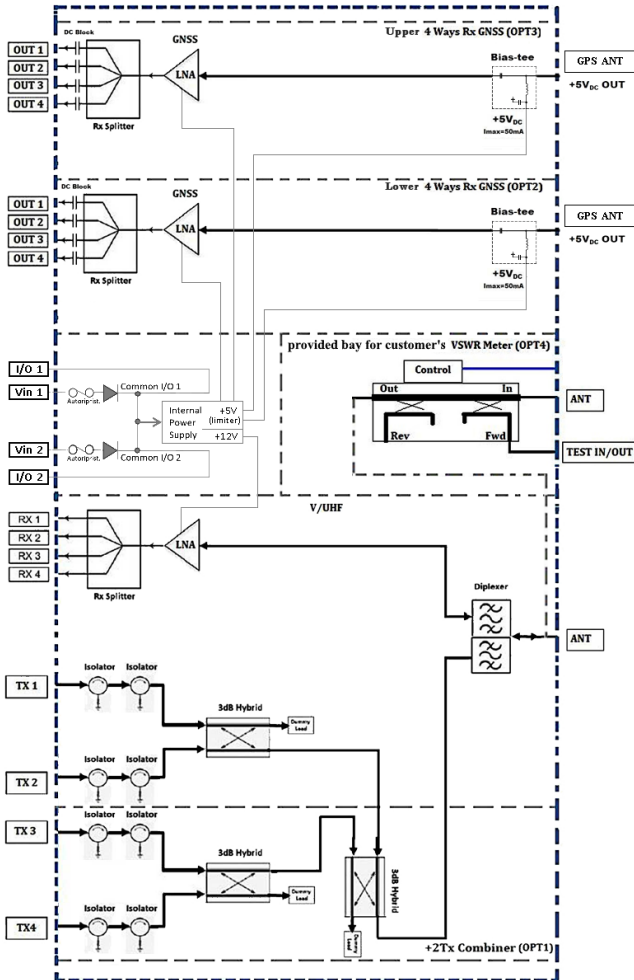 Upper 4 Ways Rx GNSS (OPT3)
DC Block
GNSS
OUT 1
OUT 2
OUT 3
OUT 4
LNA
Rx Splitter
Bias-tee
+5VDC
Imax=50mA
GPS ANT
+5VDC OUT
Lower 4 Ways Rx GNSS (OPT2)
DC Block
GNSS
OUT 1
OUT 2
OUT 3
OUT 4
LNA
Rx Splitter
Bias-tee
+5VDC
Imax=50mA
GPS ANT
+5VDC OUT
provided bay for customer's VSWR Meter (OPT4)
Control
Out
In
Rev
Fwd
ANT
TEST IN/OUT
I/O 1
Vin 1
Autoripist.
Common I/O 1
Internal
Power
Supply
+5V
(limiter)
+12V
Vin 2
Autoripist.
Common I/O 2
I/O 2
V/UHF
RX 1
RX 2
RX 3
RX 4
LNA
Rx Splitter
Diplexer
ANT
TX 1
Isolator
Isolator
3dB Hybrid
Dummy
Load
TX 2
Isolator
Isolator
TX 3
Isolator
Isolator
3dB Hybrid
Dummy
Load
3dB Hybrid
Dummy
Load
TX4
Isolator
Isolator
+2Tx Combiner (OPT1)